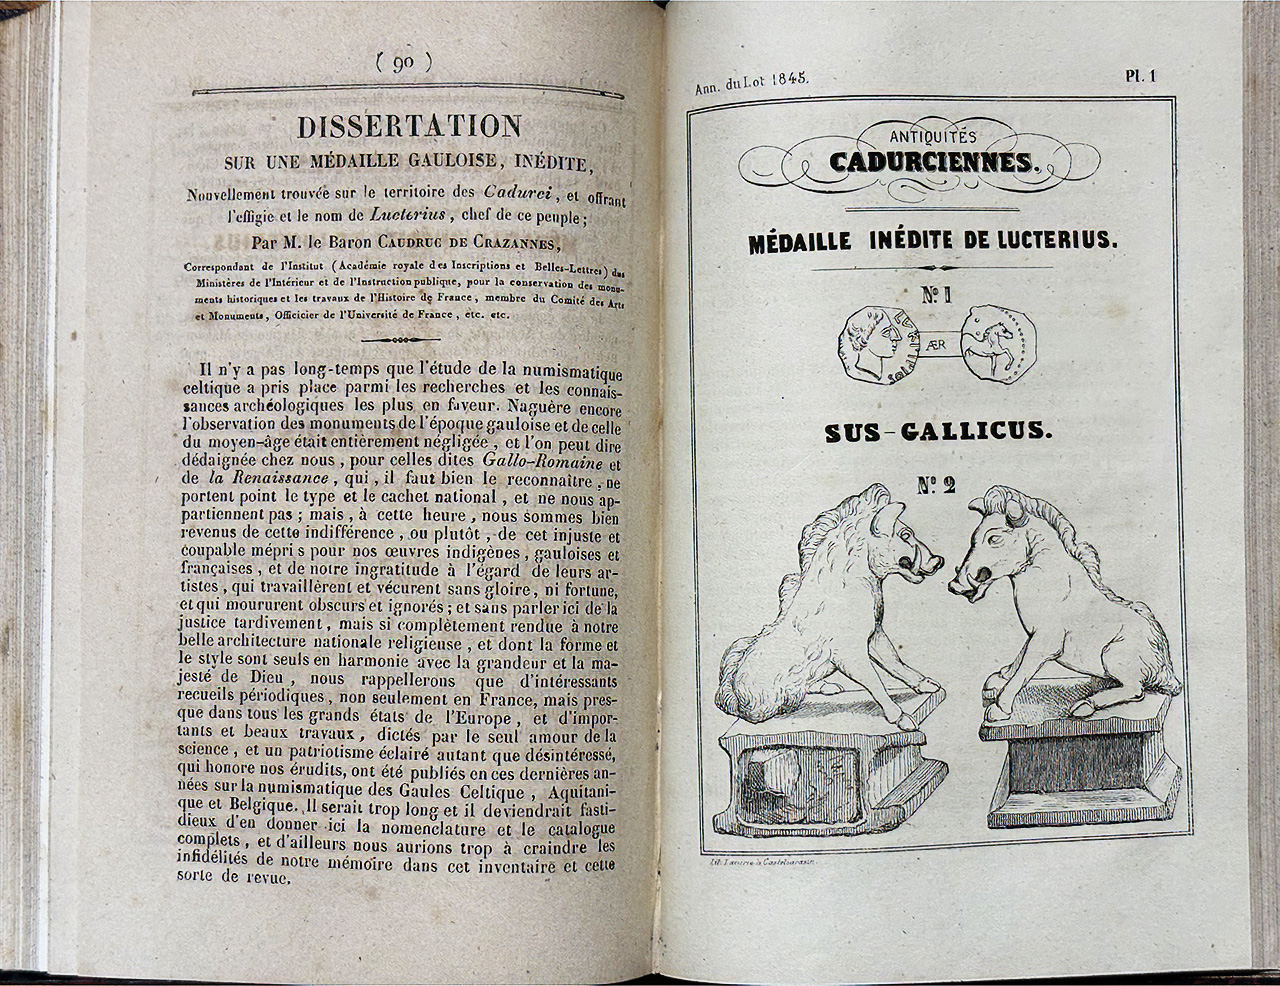 ( 90 )
DISSERTATION
SUR UNE MÉDAILLE GAULOISE, INÉDITE,
Nouvellement trouvée sur le territoire des Cadurci, et offrant
l'effigie et le nom de Lucterius, chef de ce peuple;
Par M. le Baron CAUDRUC DE CRAZANNES,
Correspondant de l'Institut (Académie royale des Inscriptions et Belles-Lettres) des
Ministères de l'Intérieur et de l'Instruction publique, pour la conservation des monu-
ments historiques et les travaux de l'Histoire de France, membre du Comité des Arts
et Monuments, Officicier de l'Université de France, etc. etc.
Il n'y a pas long-temps que l'étude de la numismatique
celtique a pris place parmi les recherches et les connais-
sances archéologiques les plus en faveur. Naguère encore
l'observation des monuments de l'époque gauloise et de celle
du moyen-âge était entièrement négligée, et l'on peut dire
dédaignée chez nous, pour celles dites Gallo-Romaine et
de la Renaissance, qui, il faut bien le reconnaître, ne
portent point le type et le cachet national, et ne nous ap-
partiennent pas; mais, à cette heure, nous sommes bien
revenus de cette indifférence, ou plutôt, de cet injuste et
coupable mépri s pour nos œuvres indigènes, gauloises et
françaises, et de notre ingratitude à l'égard de leurs ar-
tistes, qui travaillèrent et vécurent sans gloire, ni fortune,
et qui moururent obscurs et ignorés; et sans parler ici de la
justice tardivement, mais si complètement rendue à notre
belle architecture nationale religieuse, et dont la forme et
le style sont seuls en harmonie avec la grandeur et la ma-
jesté de Dieu, nous rappellerons que d'intéressants
recueils périodiques, non seulement en France, mais pres-
que dans tous les grands états de l'Europe, et d'impor-
tants et beaux travaux, dictés par le seul amour de la
science, et un patriotisme éclairé autant que désintéressé,
qui honore nos érudits, ont été publiés en ces dernières an-
nées sur la numismatique des Gaules Celtique, Aquitani-
que et Belgique. Il serait trop long et il deviendrait fasti-
dieux d'en donner ici la nomenclature et le catalogue
complets, et d'ailleurs nous aurions trop à craindre les
infidélités de notre mémoire dans cet inventaire et cette
sorte de revue.
Ann. du Lot 1845.
Pl. 1
ANTIQUITÉS
CADURCIENNES.
MÉDAILLE INÉDITE DE LUCTERIUS.
No. 1
ÆR
SUS-GALLICUS.
No. 2